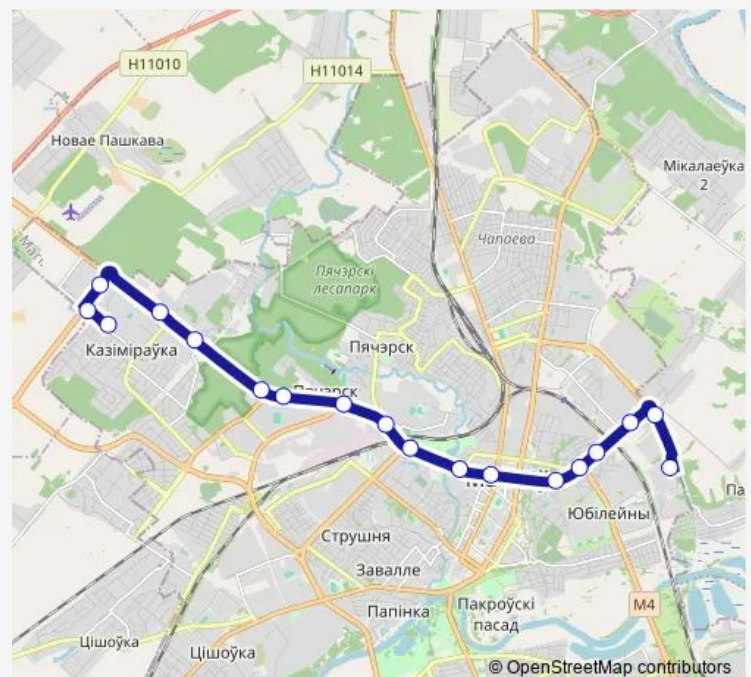 H11010
H11014
Новае Пашкава
Мікалаеўка
2
Чапаева
Пячэрскі
лесапарк
Пячэрск
Казіміраўка
Пячэрск
Юбілейны
Струшня
Завалле
Папінка
Пакроўскі
пасад
M4
Цішоўка
Цішоўка
© OpenStreetMap contributors